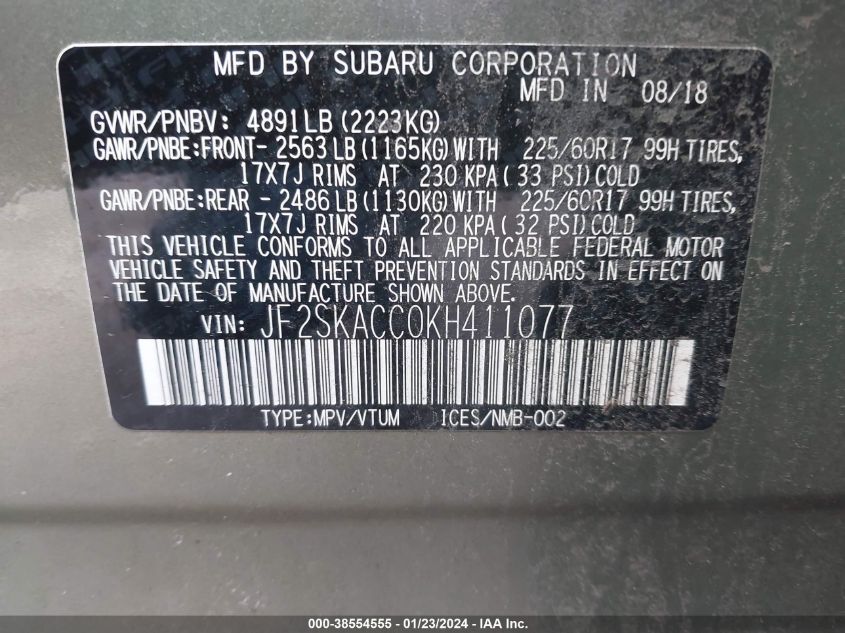 MFD BY SUBARU CORPORATION
MFD IN 08/18
GVWR/PNBV: 4891LB (2223KG)
GAWR/PNBE:FRONT- 2563 LB (1165KG) WITH 225/60R17 99H TIRES,
17X7J RIMS AT 230 KPA ( 33 PSI) COLD
GAWR/PNBE:REAR - 2486 LB (1130KG) WITH 225/60R17 99H TIRES,
17X7J RIMS AT 220 KPA ( 32 PSI) COLD
THIS VEHICLE CONFORMS TO ALL APPLICABLE FEDERAL MOTOR
VEHICLE SAFETY AND THEFT PREVENTION STANDARDS IN EFFECT ON
THE DATE OF MANUFACTURE SHOWN ABOVE.
VIN: JF2SKACC0KH411077
TYPE:MPV/VTUM ICES/NMB-002
000-38554555 - 01/23/2024 - IAA Inc.